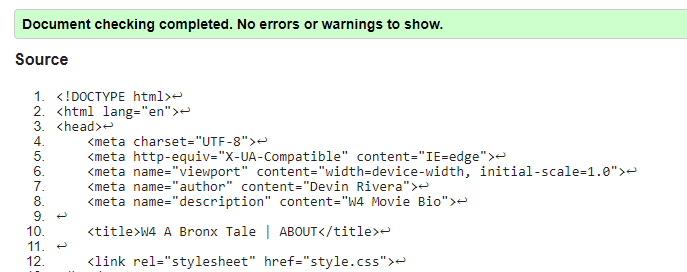 Document checking completed. No errors or warnings to show.
Source
1. <!DOCTYPE html>↩
2. <html lang="en">↩
3. <head>↩
4.     <meta charset="UTF-8">↩
5.     <meta http-equiv="X-UA-Compatible" content="IE=edge">↩
6.     <meta name="viewport" content="width=device-width, initial-scale=1.0">↩
7.     <meta name="author" content="Devin Rivera">↩
8.     <meta name="description" content="W4 Movie Bio">↩
9. ↩
10.     <title>W4 A Bronx Tale | ABOUT</title>↩
11. ↩
12.     <link rel="stylesheet" href="style.css">↩